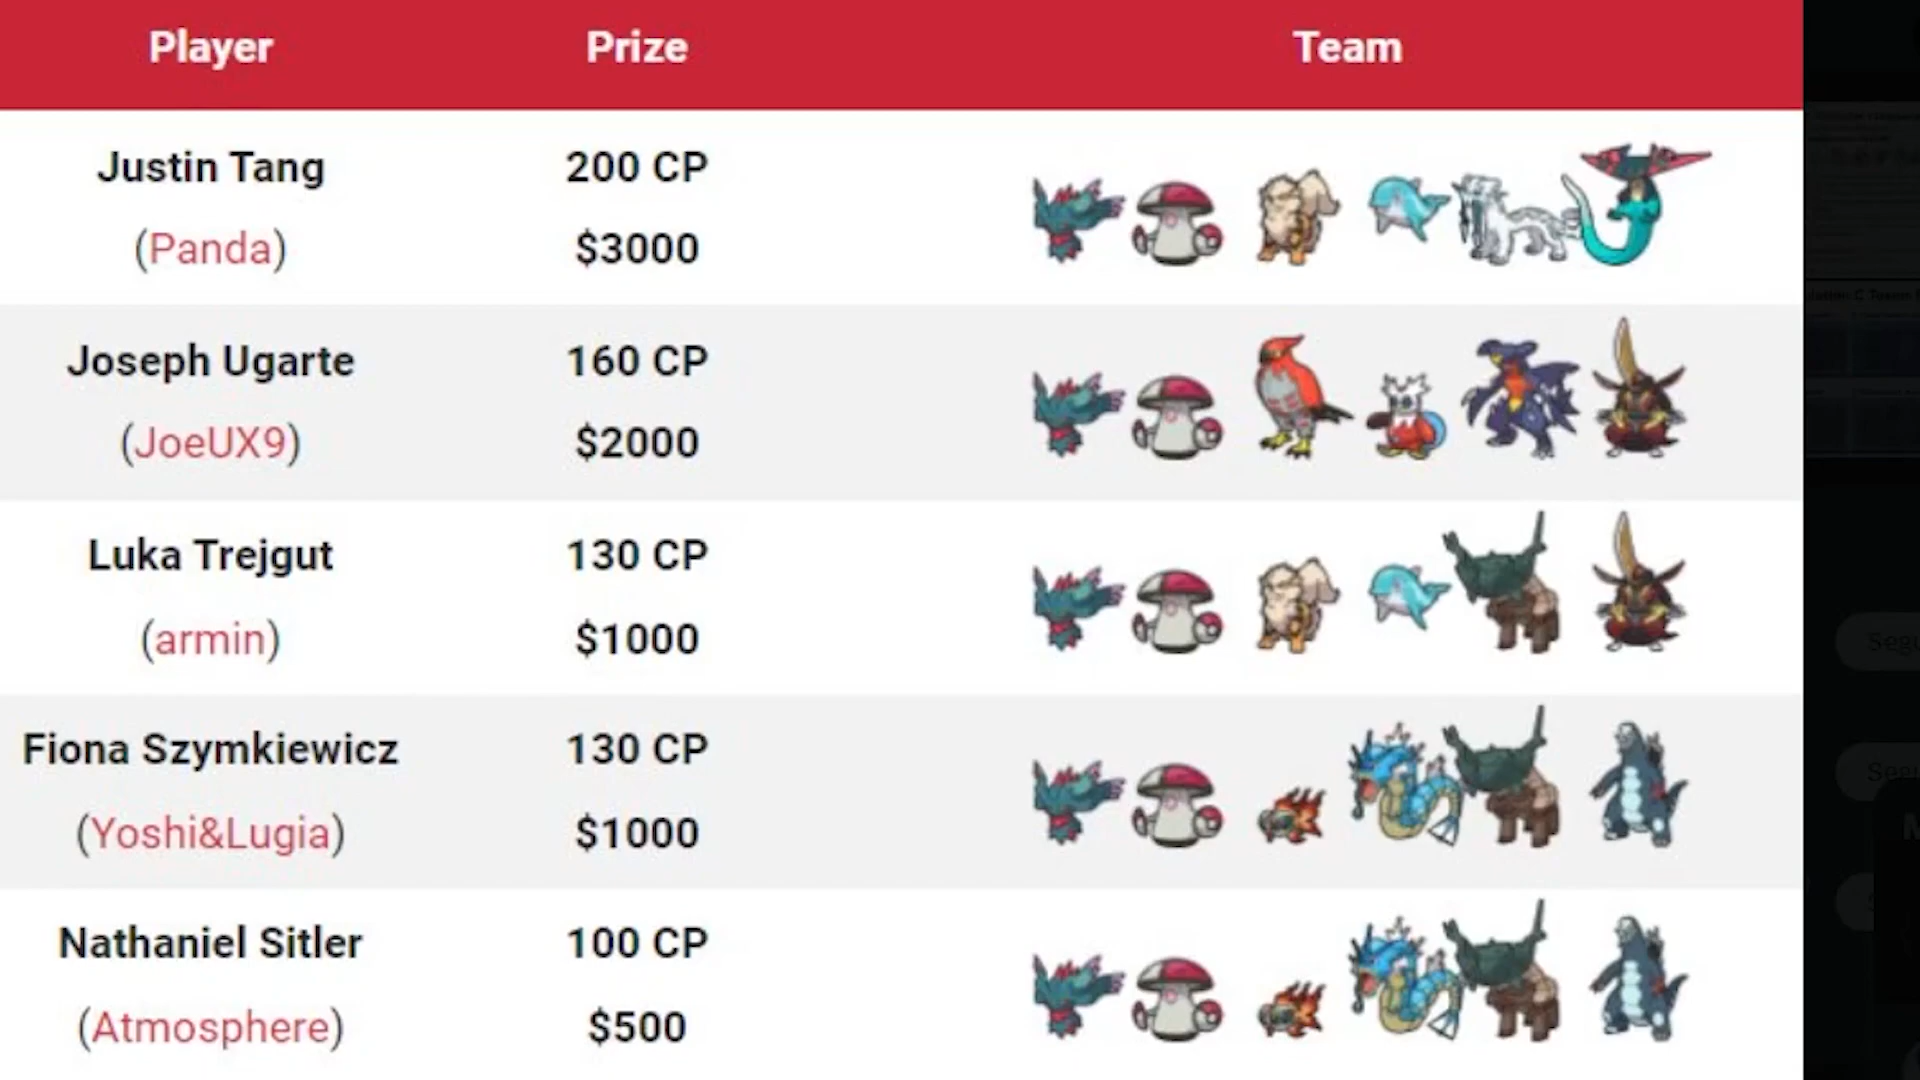 Player Prize Team
Justin Tang 200 CP
(Panda) $3000
Joseph Ugarte 160 CP
(JoeUX9) $2000
Luka Trejgut 130 CP
(armin) $1000
Fiona Szymkiewicz 130 CP
(Yoshi&Lugia) $1000
Nathaniel Sitler 100 CP
(Atmosphere) $500